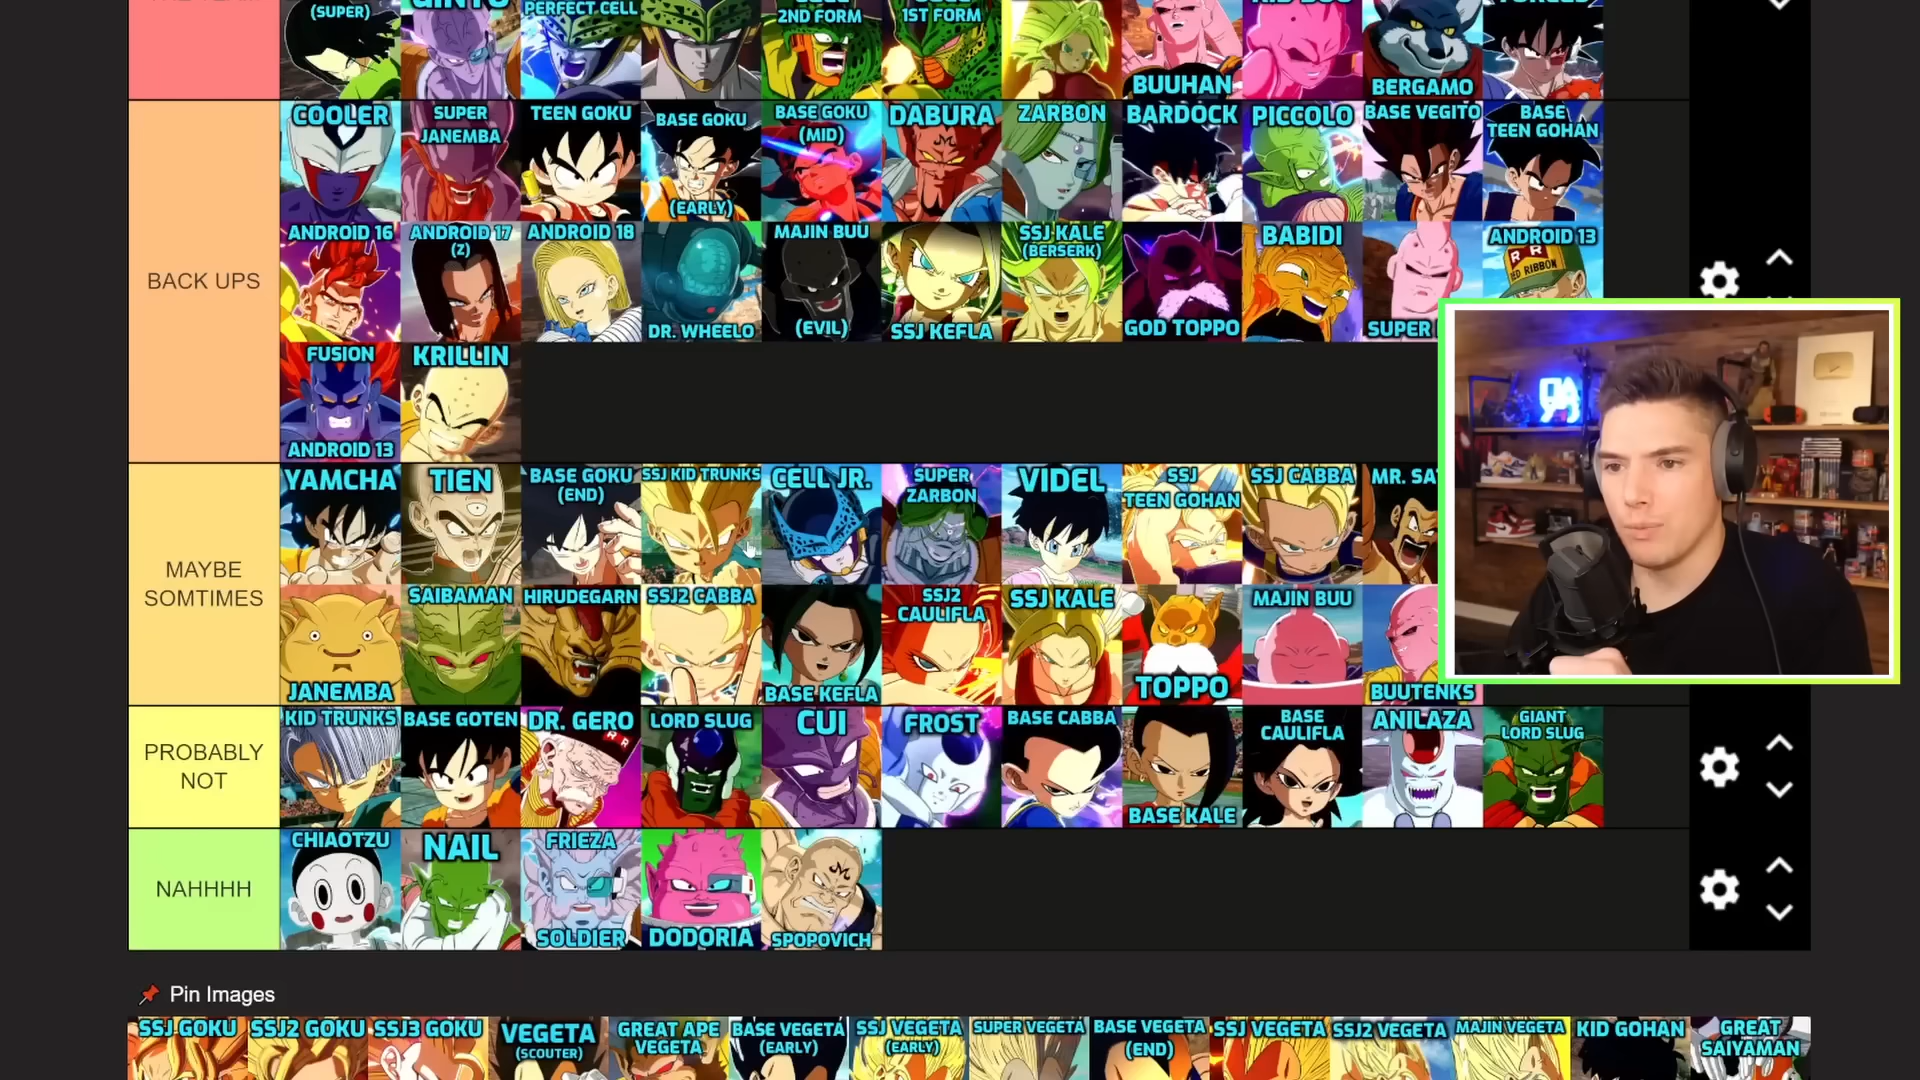 (SUPER)
PERFECT CELL
2ND FORM
1ST FORM
BUUHAN
BERGAMO
BACK UPS
COOLER
SUPER
JANEMBA
TEEN GOKU
BASE GOKU
(EARLY)
BASE GOKU
(MID)
DABURA
ZARBON
BARDOCK
PICCOLO
BASE VEGITO
BASE
TEEN GOHAN
ANDROID 16
ANDROID 17
(Z)
ANDROID 18
DR. WHEELO
MAJIN BUU
(EVIL)
SSJ KEFLA
SSJ KALE
(BERSERK)
GOD TOPPO
BABIDI
SUPER
ANDROID 13
RR
RED RIBBON
FUSION
ANDROID 13
KRILLIN
MAYBE
SOMTIMES
YAMCHA
TIEN
BASE GOKU
(END)
SSJ KID TRUNKS
CELL JR.
SUPER
ZARBON
VIDEL
SSJ
TEEN GOHAN
SSJ CABBA
MR. SA
JANEMBA
SAIBAMAN
HIRUDEGARN
SSJ2 CABBA
BASE KEFLA
SSJ2
CAULIFLA
SSJ KALE
TOPPO
MAJIN BUU
BUUTENKS
PROBABLY
NOT
KID TRUNKS
BASE GOTEN
DR. GERO
RR
LORD SLUG
CUI
FROST
BASE CABBA
BASE KALE
BASE
CAULIFLA
ANILAZA
GIANT
LORD SLUG
NAHHHH
CHIAOTZU
NAIL
FRIEZA
SOLDIER
DODORIA
SPOPOVICH
Pin Images
SSJ GOKU
SSJ2 GOKU
SSJ3 GOKU
VEGETA
(SCOUTER)
GREAT APE
VEGETA
BASE VEGETA
(EARLY)
SSJ VEGETA
(EARLY)
SUPER VEGETA
BASE VEGETA
(END)
SSJ VEGETA
SSJ2 VEGETA
MAJIN VEGETA
KID GOHAN
GREAT
SAIYAMAN